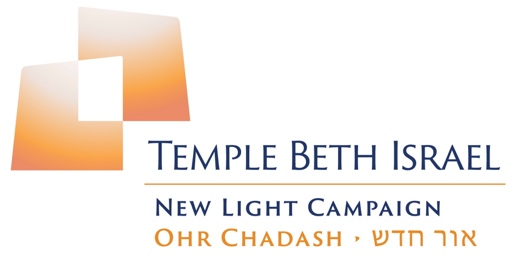 TEMPLE BETH ISRAEL
NEW LIGHT CAMPAIGN
OHR CHADASH · אור חדש